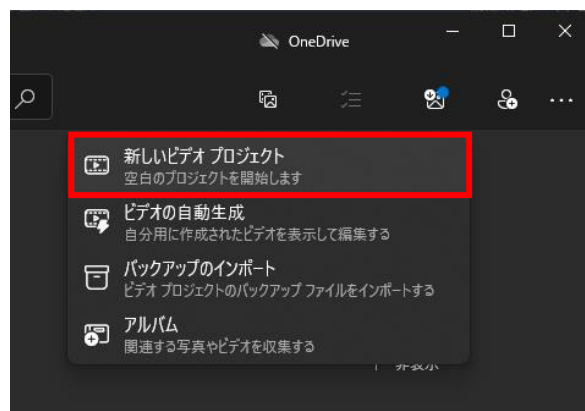 OneDrive
新しいビデオ プロジェクト
空白のプロジェクトを開始します
ビデオの自動生成
自分用に作成されたビデオを表示して編集する
バックアップのインポート
ビデオ プロジェクトのバックアップ ファイルをインポートする
アルバム
関連する写真やビデオを収集する
非表示